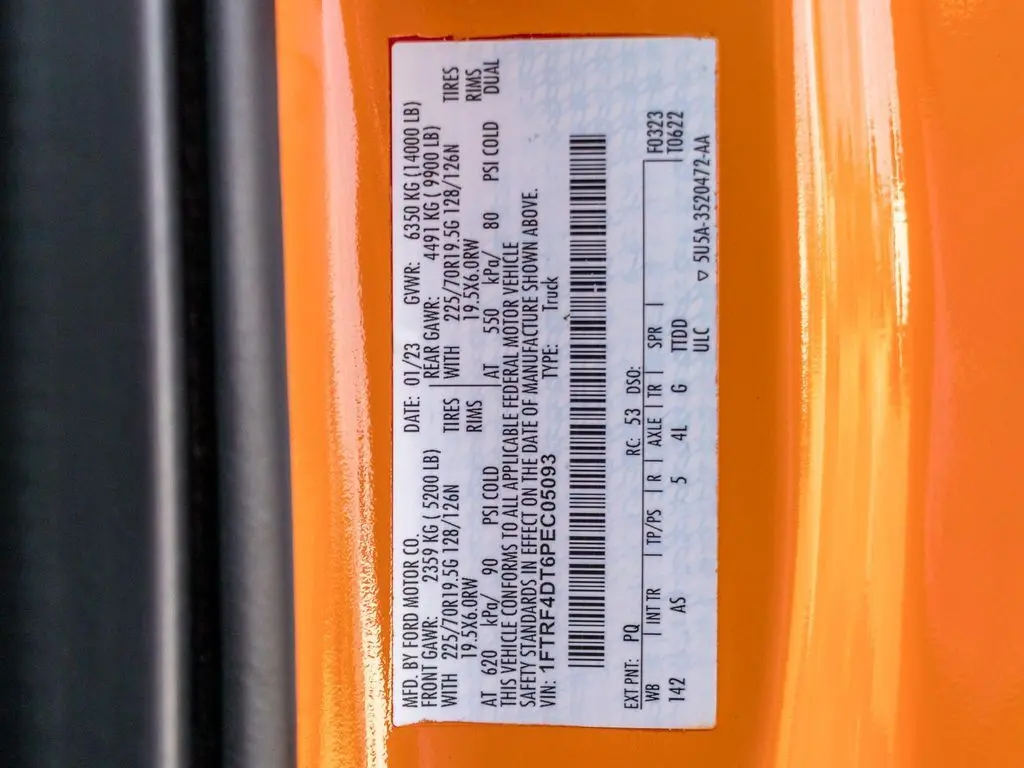 MFD. BY FORD MOTOR CO. DATE: 01/23 GVWR: 6350 KG (14000 LB)
FRONT GAWR: 2359 KG ( 5200 LB) REAR GAWR: 4491 KG ( 9900 LB)
WITH 225/70R19.5G 128/126N TIRES WITH 225/70R19.5G 128/126N TIRES
19.5X6.0RW RIMS 19.5X6.0RW RIMS
AT 620 kPa/ 90 PSI COLD AT 550 kPa/ 80 PSI COLD DUAL
THIS VEHICLE CONFORMS TO ALL APPLICABLE FEDERAL MOTOR VEHICLE
SAFETY STANDARDS IN EFFECT ON THE DATE OF MANUFACTURE SHOWN ABOVE.
VIN: 1FTRF4DT6PEC05093 TYPE: Truck
EXT PNT: PQ RC: 53 DSO: F0323
WB INT TR TP/PS R AXLE TR SPR T0622
142 AS 5 4L G TTDD
ULC ▽ 5U5A-3520472-AA